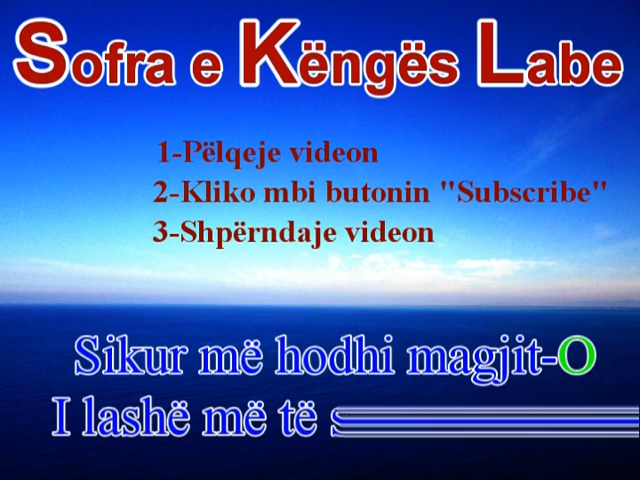 Sofra e Këngës Labe
1-Pëlqeje videon
2-Kliko mbi butonin "Subscribe"
3-Shpërndaje videon
Sikur më hodhi magjit-O
I lashë më të